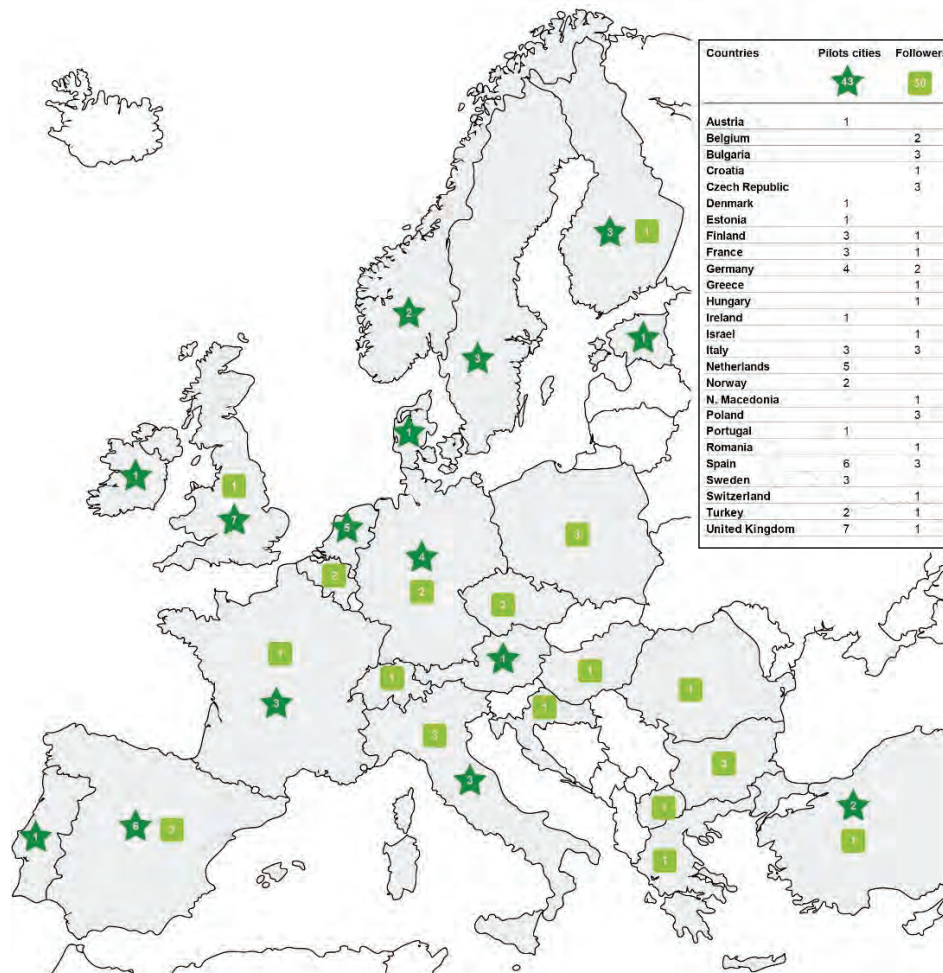 Countries Pilots cities Followers
43 30
Austria 1
Belgium 2
Bulgaria 3
Croatia 1
Czech Republic 3
Denmark 1
Estonia 1
Finland 3 1
France 3 1
Germany 4 2
Greece 1
Hungary 1
Ireland 1
Israel 1
Italy 3 3
Netherlands 5
Norway 2
N. Macedonia 1
Poland 3
Portugal 1
Romania 1
Spain 6 3
Sweden 3
Switzerland 1
Turkey 2 1
United Kingdom 7 1
3 1
2
1
3
1
1
1
7
5
3
4
2
2
3
1
1
1
1
1
3
1
3
3
3
2
1
1
6 3
1
1
1